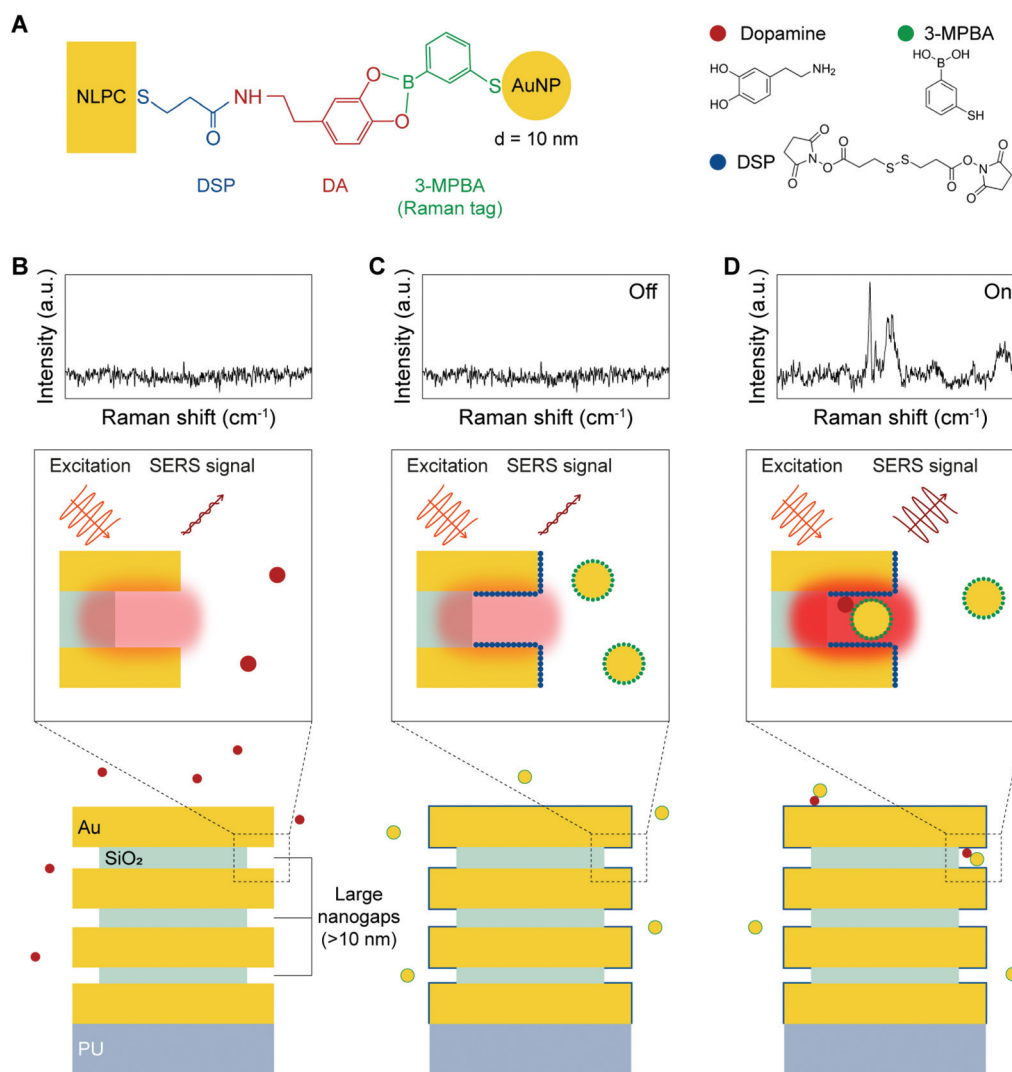 A
NLPC
S
O
NH
O
O
B
S
AuNP
d = 10 nm
DSP
DA
3-MPBA
(Raman tag)
Dopamine
HO
HO
NH₂
3-MPBA
HO OH
B
SH
DSP
O
N
O
O
O
S
S
O
O
O
N
O
B
Intensity (a.u.)
Raman shift (cm⁻¹)
C
Off
Intensity (a.u.)
Raman shift (cm⁻¹)
D
On
Intensity (a.u.)
Raman shift (cm⁻¹)
Excitation SERS signal
Excitation SERS signal
Excitation SERS signal
Au
SiO₂
Large
nanogaps
(>10 nm)
PU